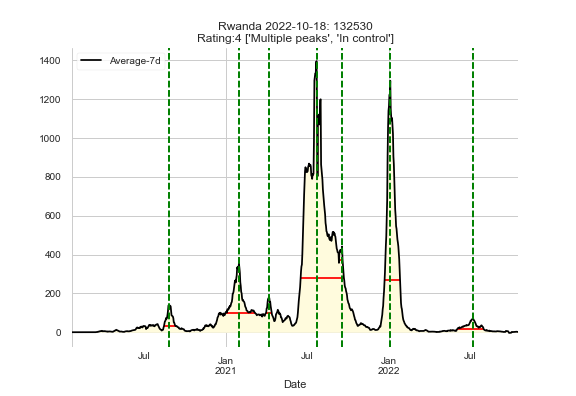 Rwanda 2022-10-18: 132530
Rating:4 ['Multiple peaks', 'In control']
Average-7d
1400
1200
1000
800
600
400
200
0
Jul
Jan
2021
Jul
Jan
2022
Jul
Date